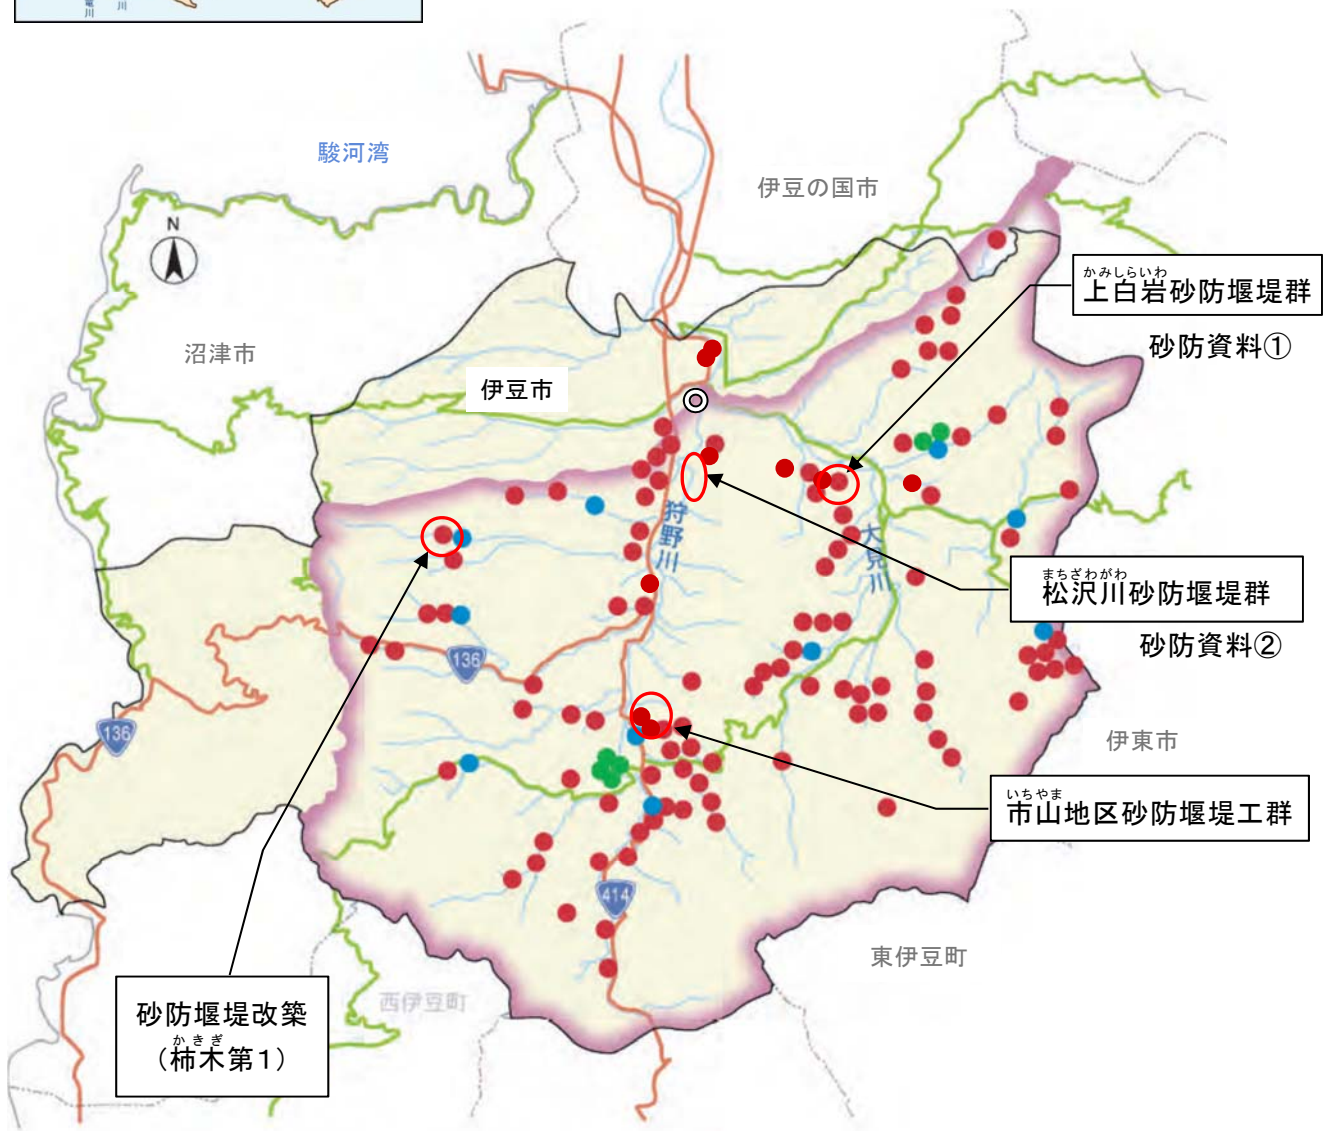 竜川
川
駿河湾
伊豆の国市
N
かみしらいわ
上白岩砂防堰堤群
砂防資料①
沼津市
伊豆市
狩野川
大見川
まちざわがわ
松沢川砂防堰堤群
砂防資料②
136
136
伊東市
いちやま
市山地区砂防堰堤工群
414
東伊豆町
西伊豆町
砂防堰堤改築
かきぎ
（柿木第1）